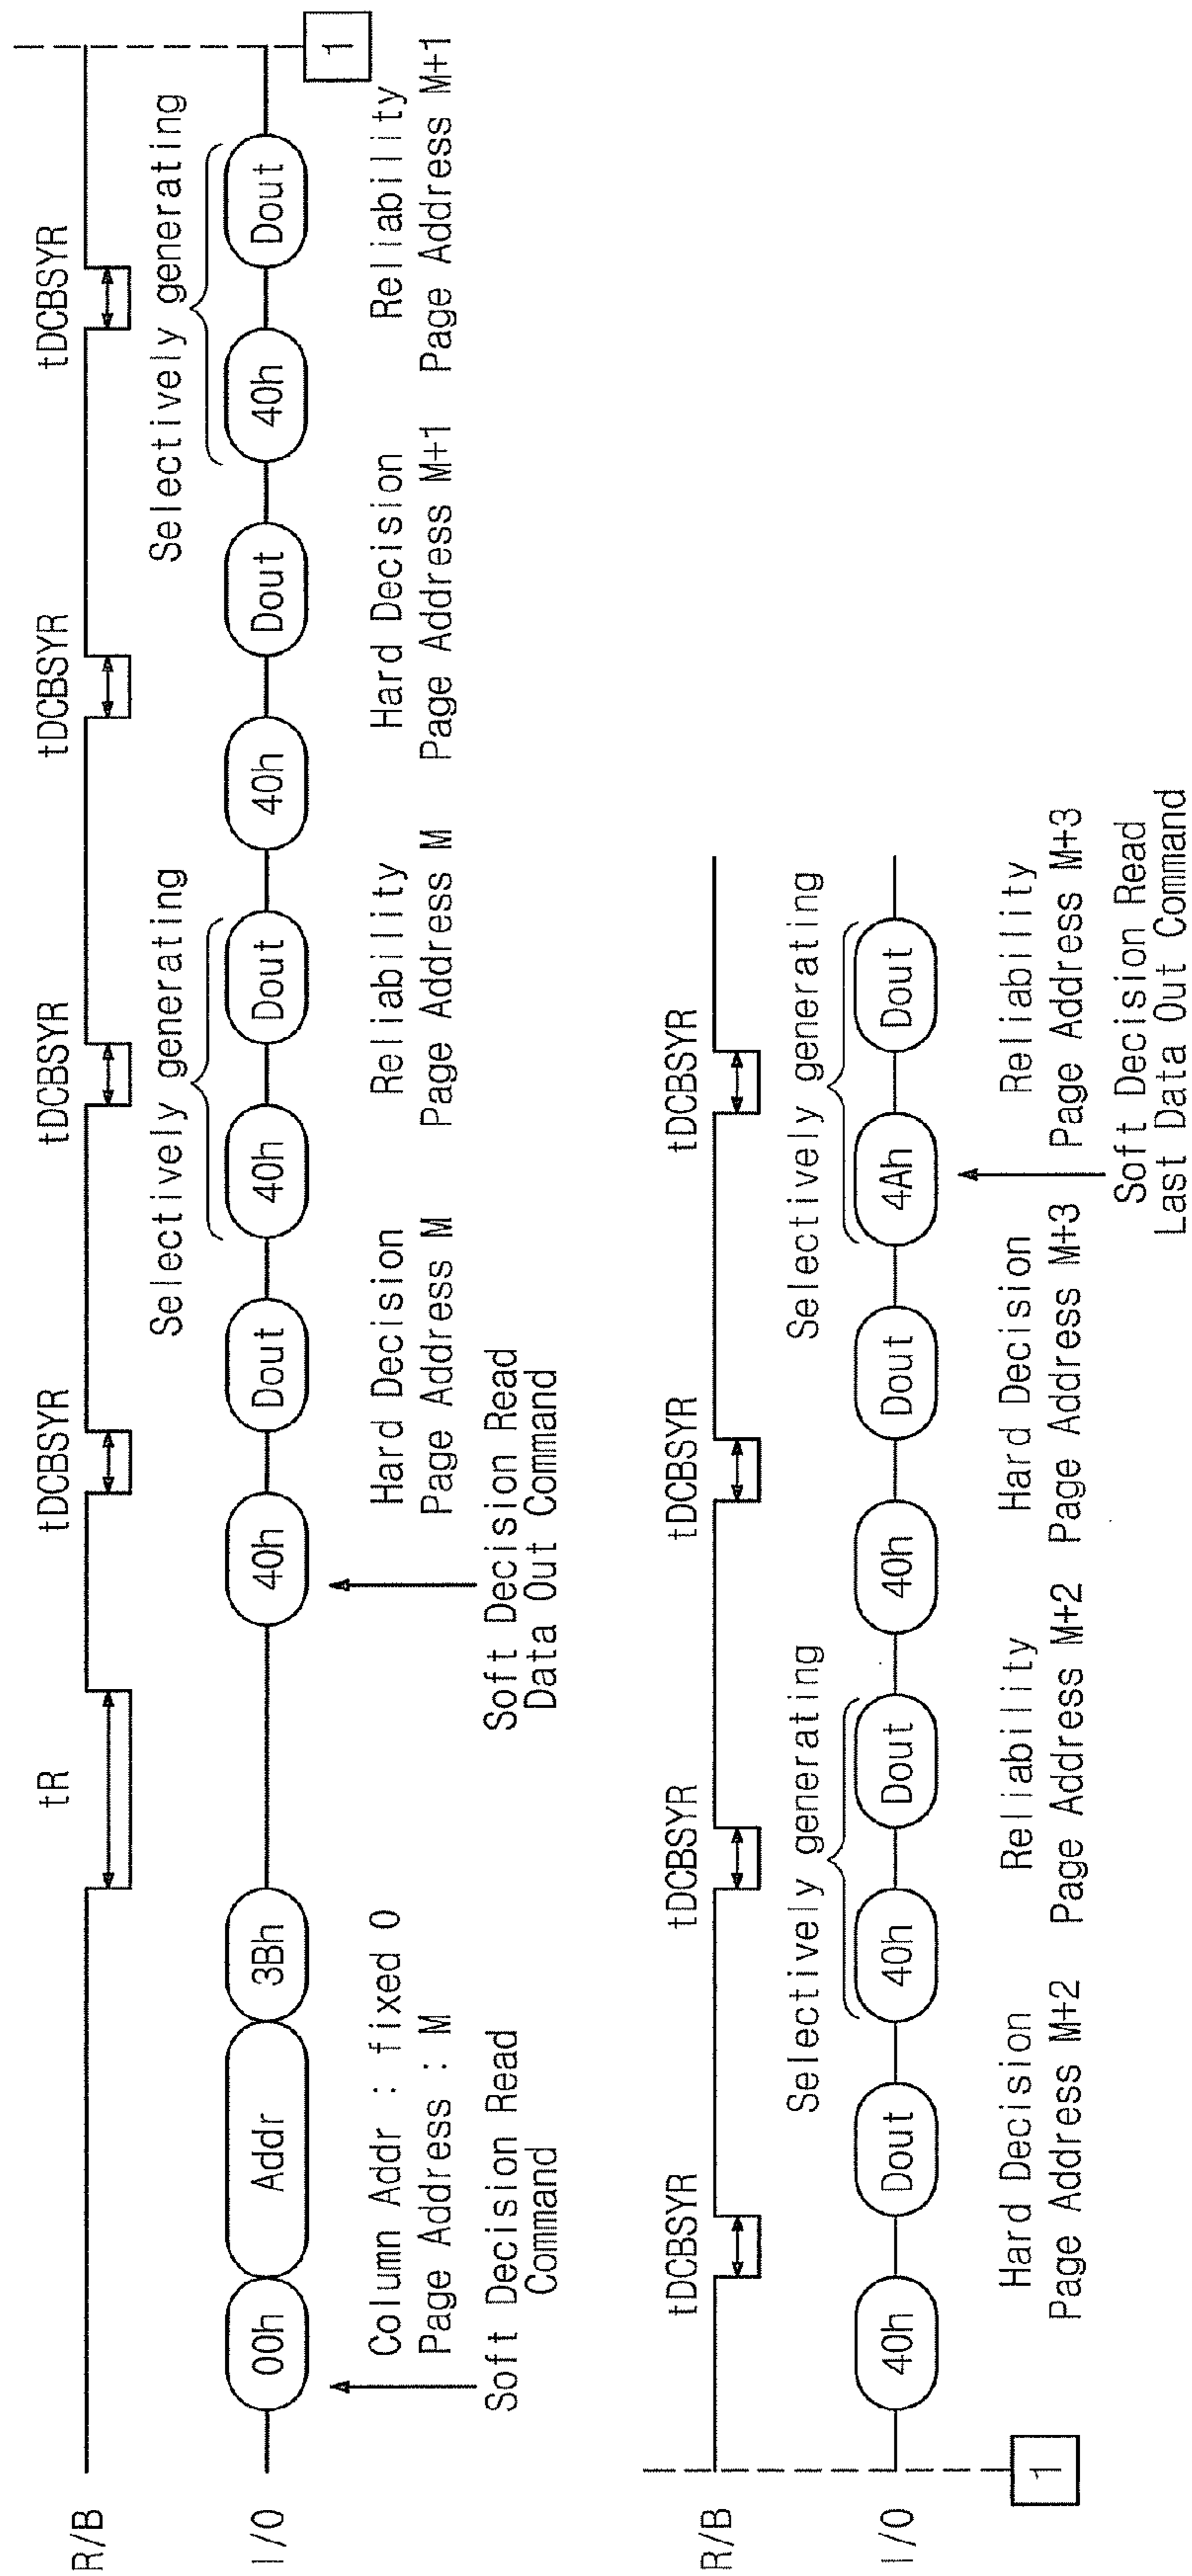 tR
tDCBSYR
tDCBSYR
tDCBSYR
tDCBSYR
R/B
Selectively generating
Selectively generating
I/O
00h
Addr
3Bh
40h
Dout
40h
Dout
40h
Dout
40h
Dout
1
Column Addr : fixed 0
Page Address : M
Hard Decision
Page Address M
Reliability
Page Address M
Hard Decision
Page Address M+1
Reliability
Page Address M+1
Soft Decision Read
Command
Soft Decision Read
Data Out Command
tDCBSYR
tDCBSYR
tDCBSYR
tDCBSYR
R/B
Selectively generating
Selectively generating
I/O
40h
Dout
40h
Dout
40h
Dout
4Ah
Dout
1
Hard Decision
Page Address M+2
Reliability
Page Address M+2
Hard Decision
Page Address M+3
Reliability
Page Address M+3
Soft Decision Read
Last Data Out Command